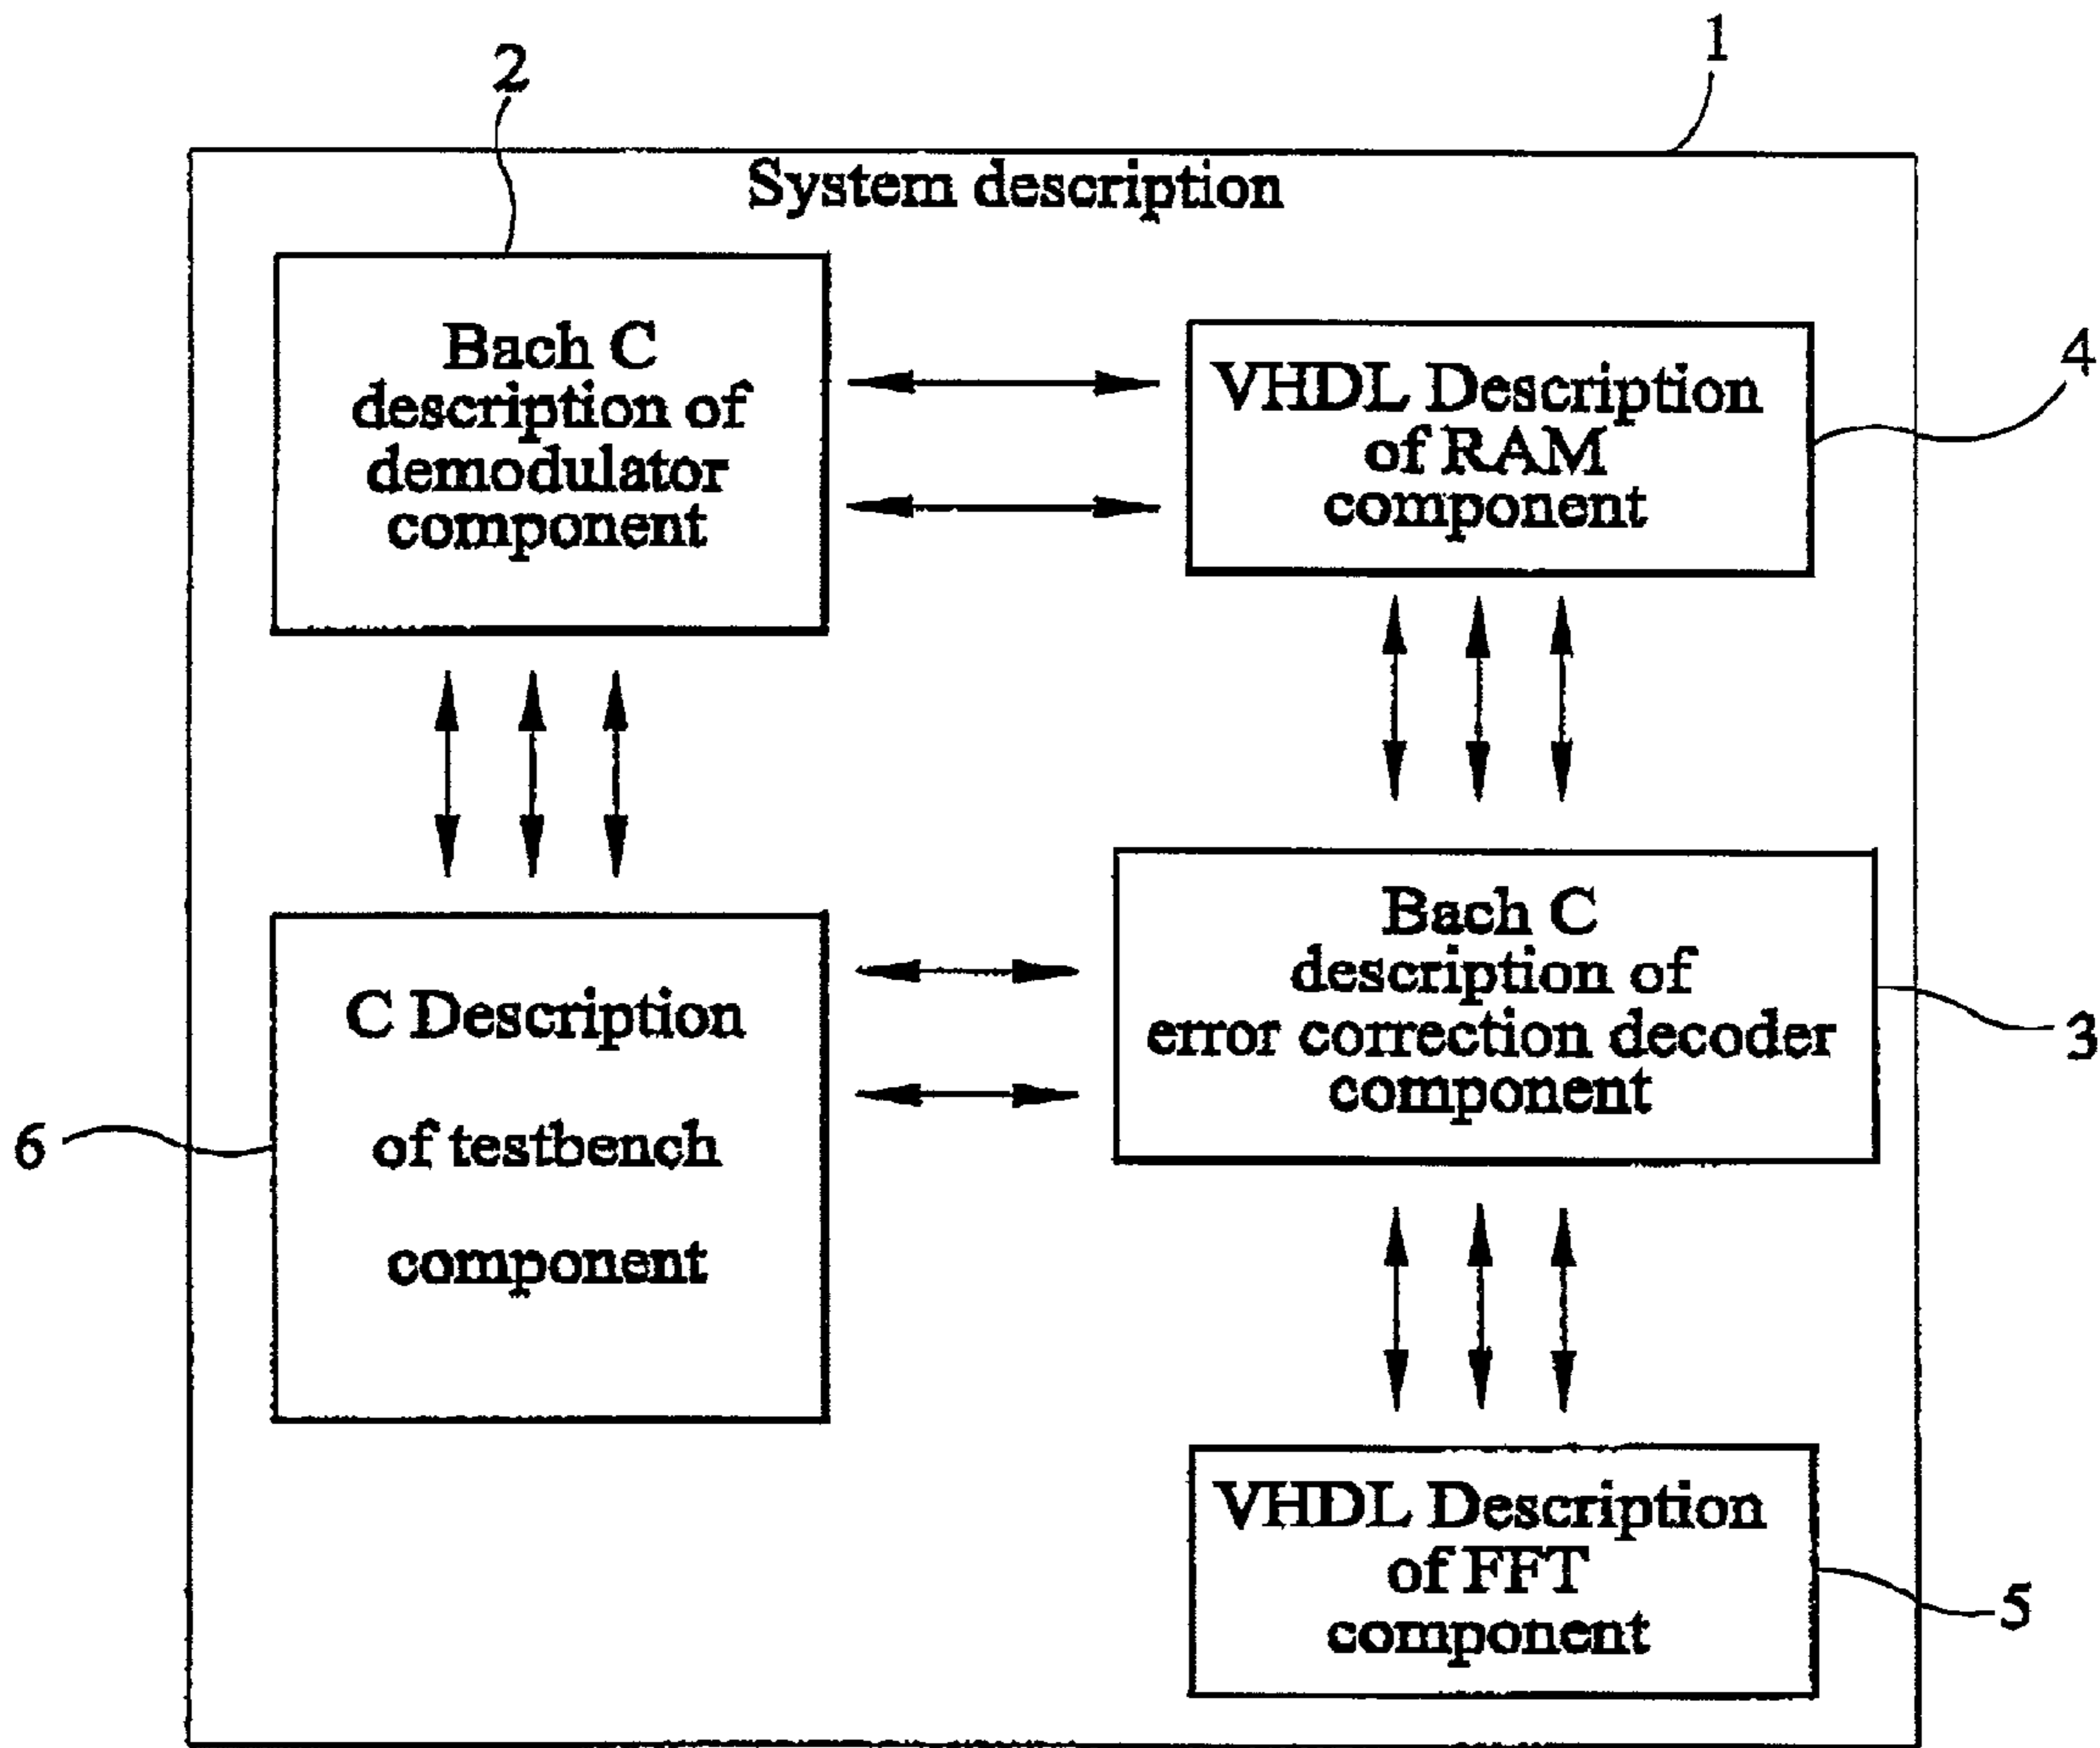 1
2
System description
Bach C
description of
demodulator
component
VHDL Description
of RAM
component
4
Bach C
description of
error correction decoder
component
3
C Description
of testbench
component
6
VHDL Description
of FFT
component
5